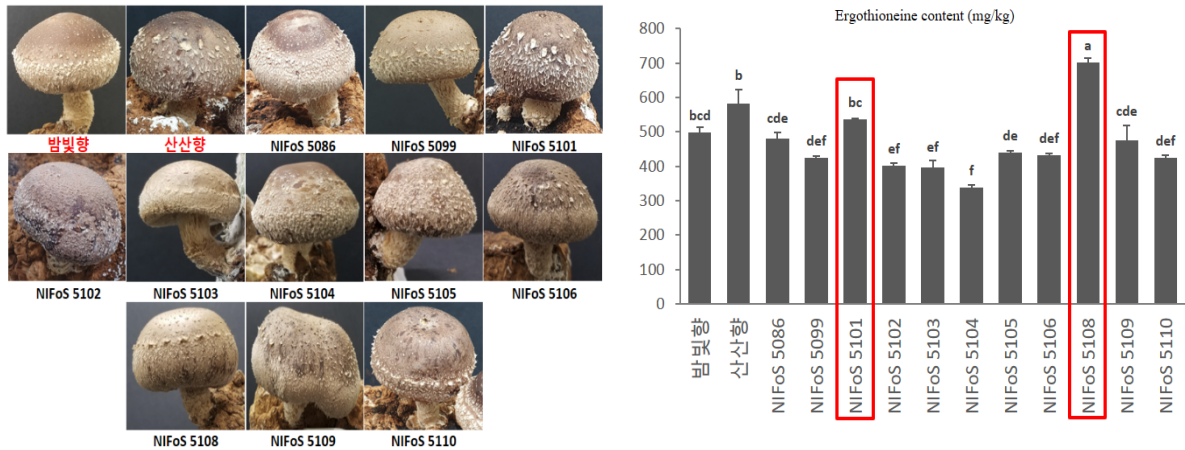 밤빛향 산산향 NIFoS 5086 NIFoS 5099 NIFoS 5101
NIFoS 5102 NIFoS 5103 NIFoS 5104 NIFoS 5105 NIFoS 5106
NIFoS 5108 NIFoS 5109 NIFoS 5110
Ergothioneine content (mg/kg)
800
700
600
500
400
300
200
100
0
bcd b cde def bc ef ef f de def a cde def
밤빛향
산산향
NIFoS 5086
NIFoS 5099
NIFoS 5101
NIFoS 5102
NIFoS 5103
NIFoS 5104
NIFoS 5105
NIFoS 5106
NIFoS 5108
NIFoS 5109
NIFoS 5110